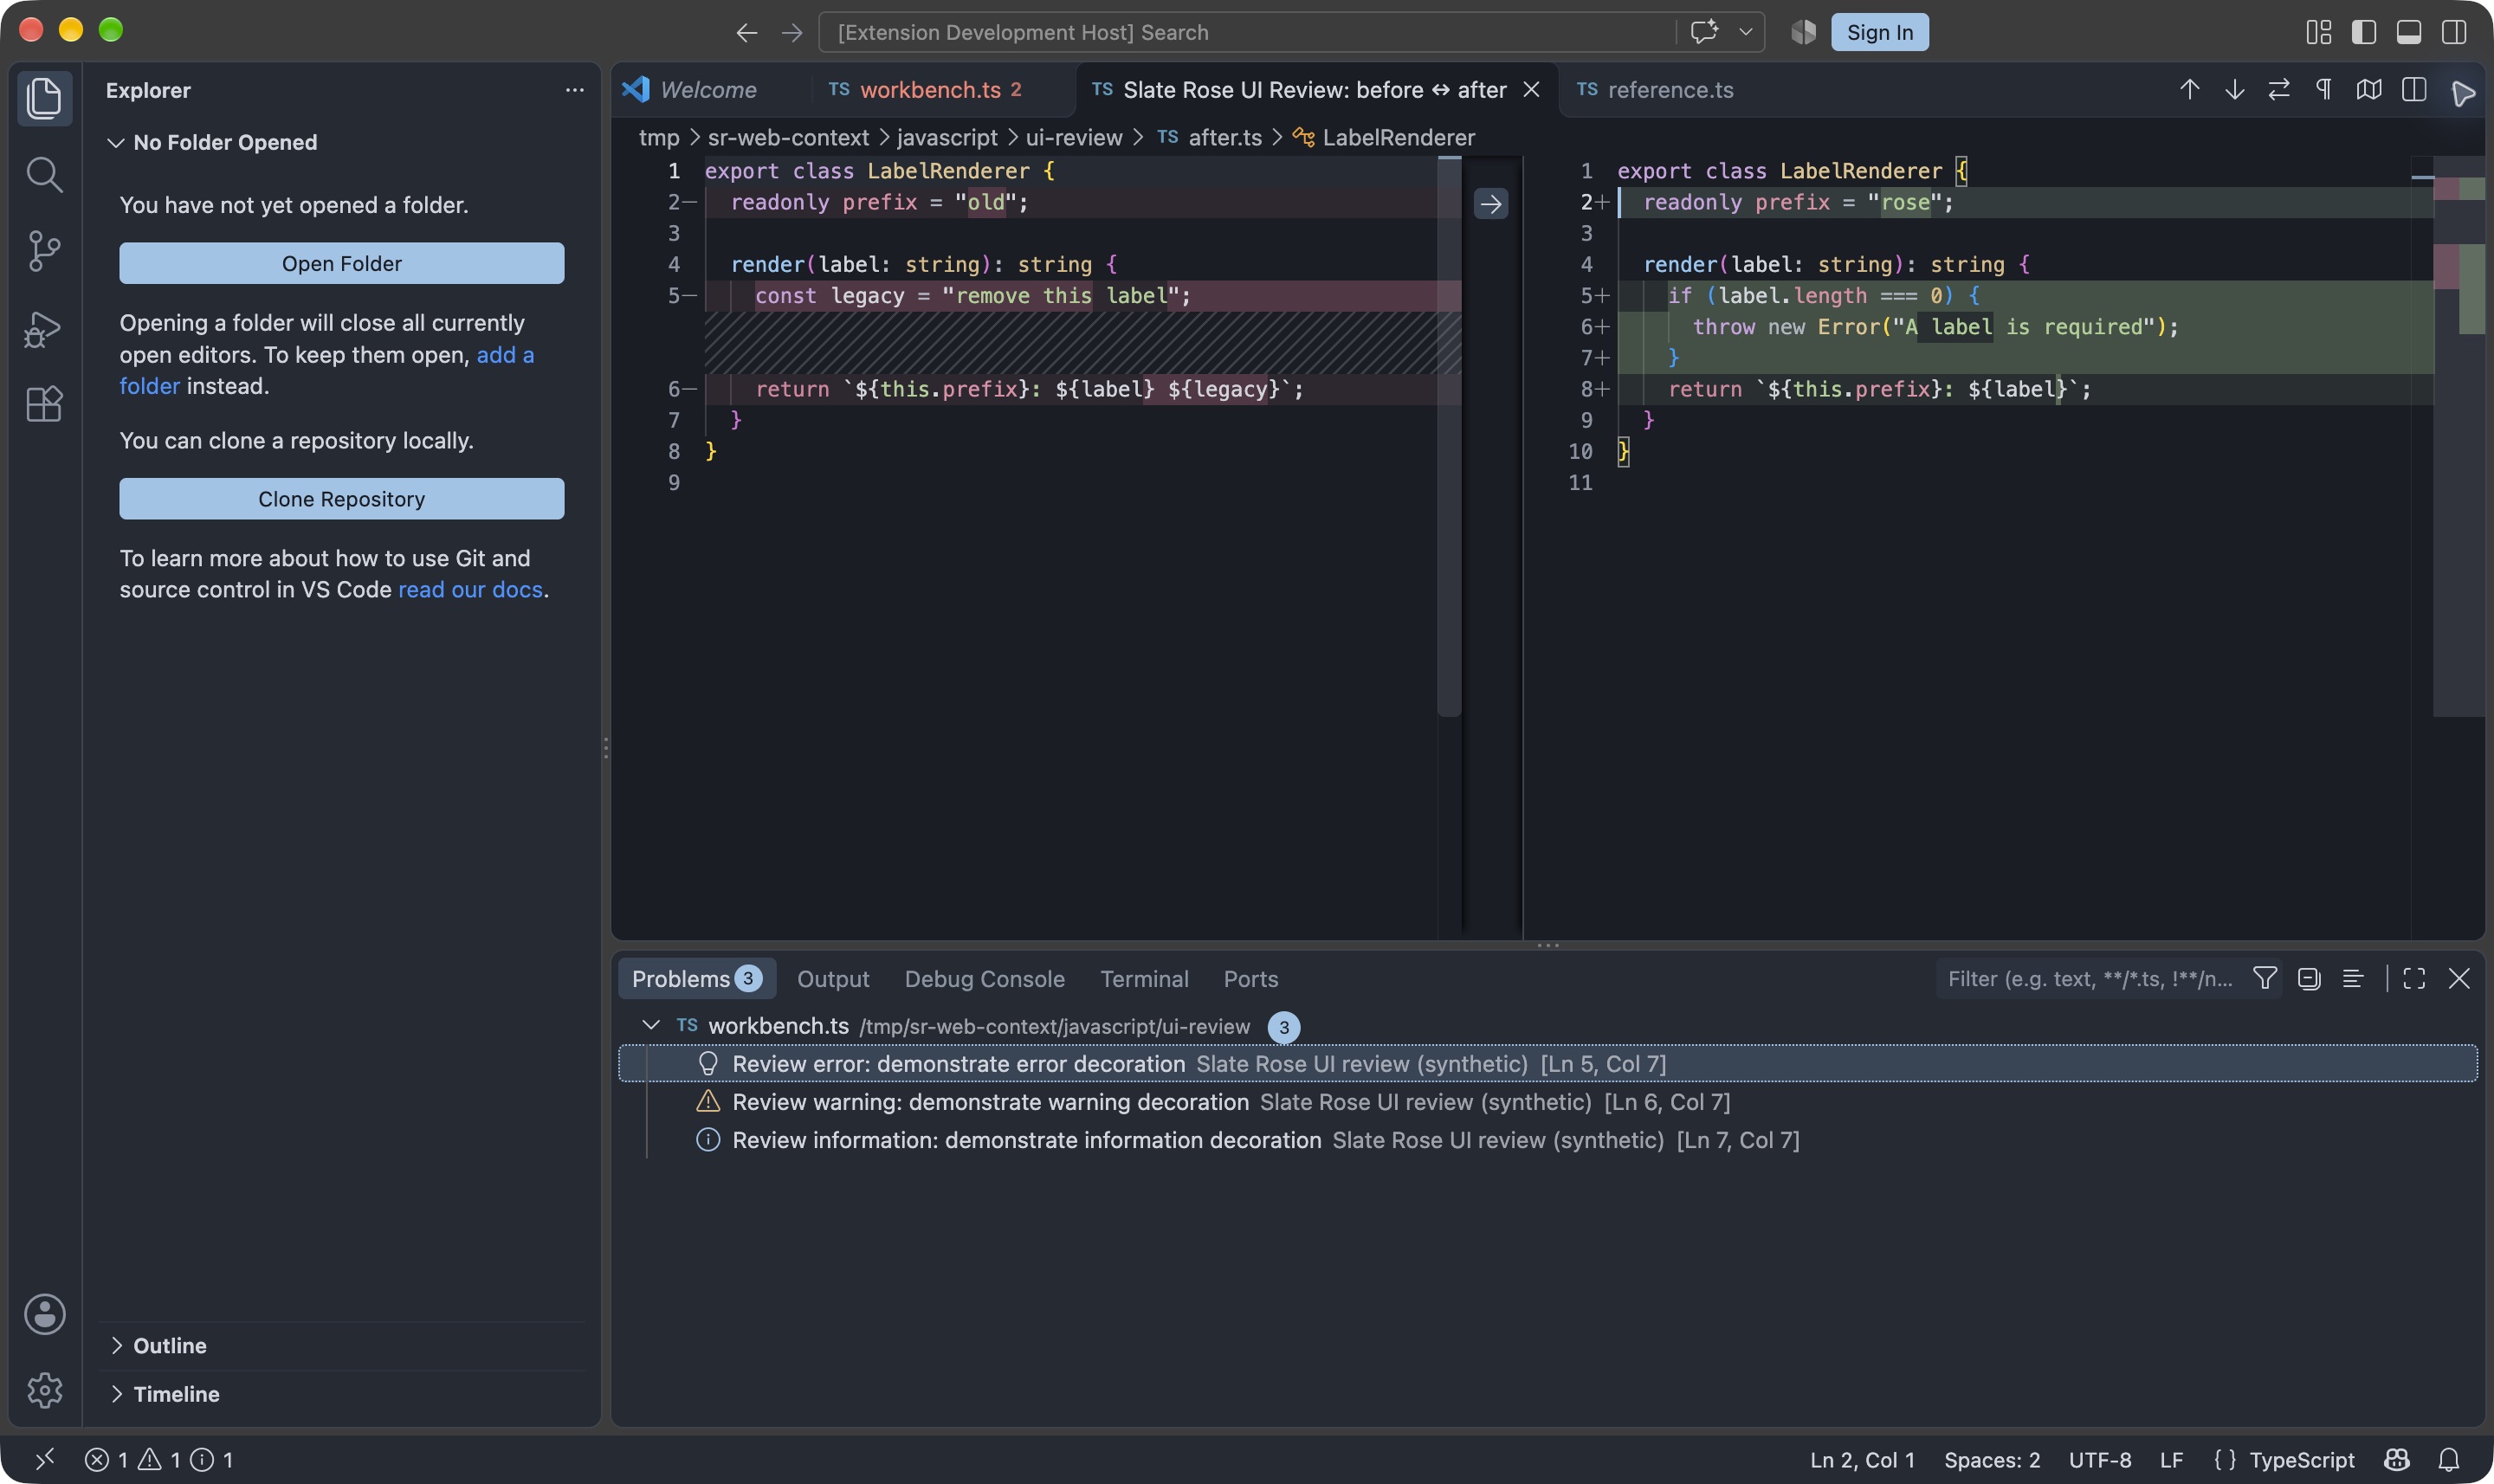 [Extension Development Host] Search
Sign In
Explorer
No Folder Opened
You have not yet opened a folder.
Open Folder
Opening a folder will close all currently
open editors. To keep them open, add a
folder instead.
You can clone a repository locally.
Clone Repository
To learn more about how to use Git and
source control in VS Code read our docs.
Outline
Timeline
Welcome
TS workbench.ts 2
TS Slate Rose UI Review: before ↔ after
TS reference.ts
tmp > sr-web-context > javascript > ui-review > TS after.ts > LabelRenderer
1 export class LabelRenderer {
2— readonly prefix = "old";
3
4 render(label: string): string {
5— const legacy = "remove this label";
6— return `${this.prefix}: ${label} ${legacy}`;
7 }
8 }
9
1 export class LabelRenderer {
2+ readonly prefix = "rose";
3
4 render(label: string): string {
5+ if (label.length === 0) {
6+ throw new Error("A label is required");
7+ }
8+ return `${this.prefix}: ${label}`;
9 }
10 }
11
Problems 3
Output
Debug Console
Terminal
Ports
Filter (e.g. text, **/*.ts, !**/n...
TS workbench.ts /tmp/sr-web-context/javascript/ui-review 3
Review error: demonstrate error decoration Slate Rose UI review (synthetic) [Ln 5, Col 7]
Review warning: demonstrate warning decoration Slate Rose UI review (synthetic) [Ln 6, Col 7]
Review information: demonstrate information decoration Slate Rose UI review (synthetic) [Ln 7, Col 7]
1 1 1
Ln 2, Col 1
Spaces: 2
UTF-8
LF
{ } TypeScript